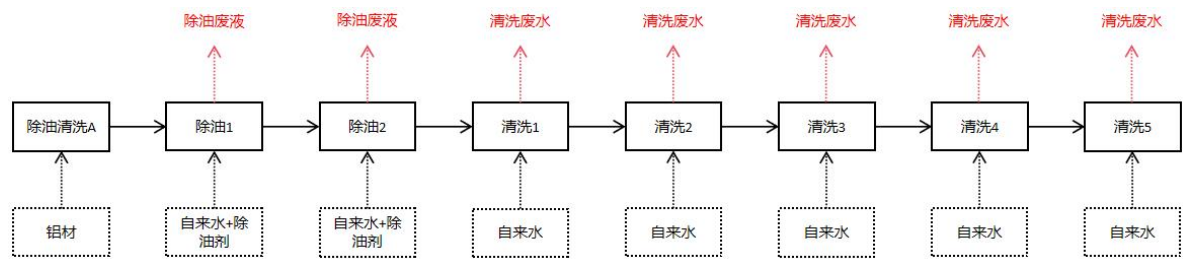 除油废液
除油废液
清洗废水
清洗废水
清洗废水
清洗废水
清洗废水
除油清洗A
除油1
除油2
清洗1
清洗2
清洗3
清洗4
清洗5
铝材
自来水+除
油剂
自来水+除
油剂
自来水
自来水
自来水
自来水
自来水